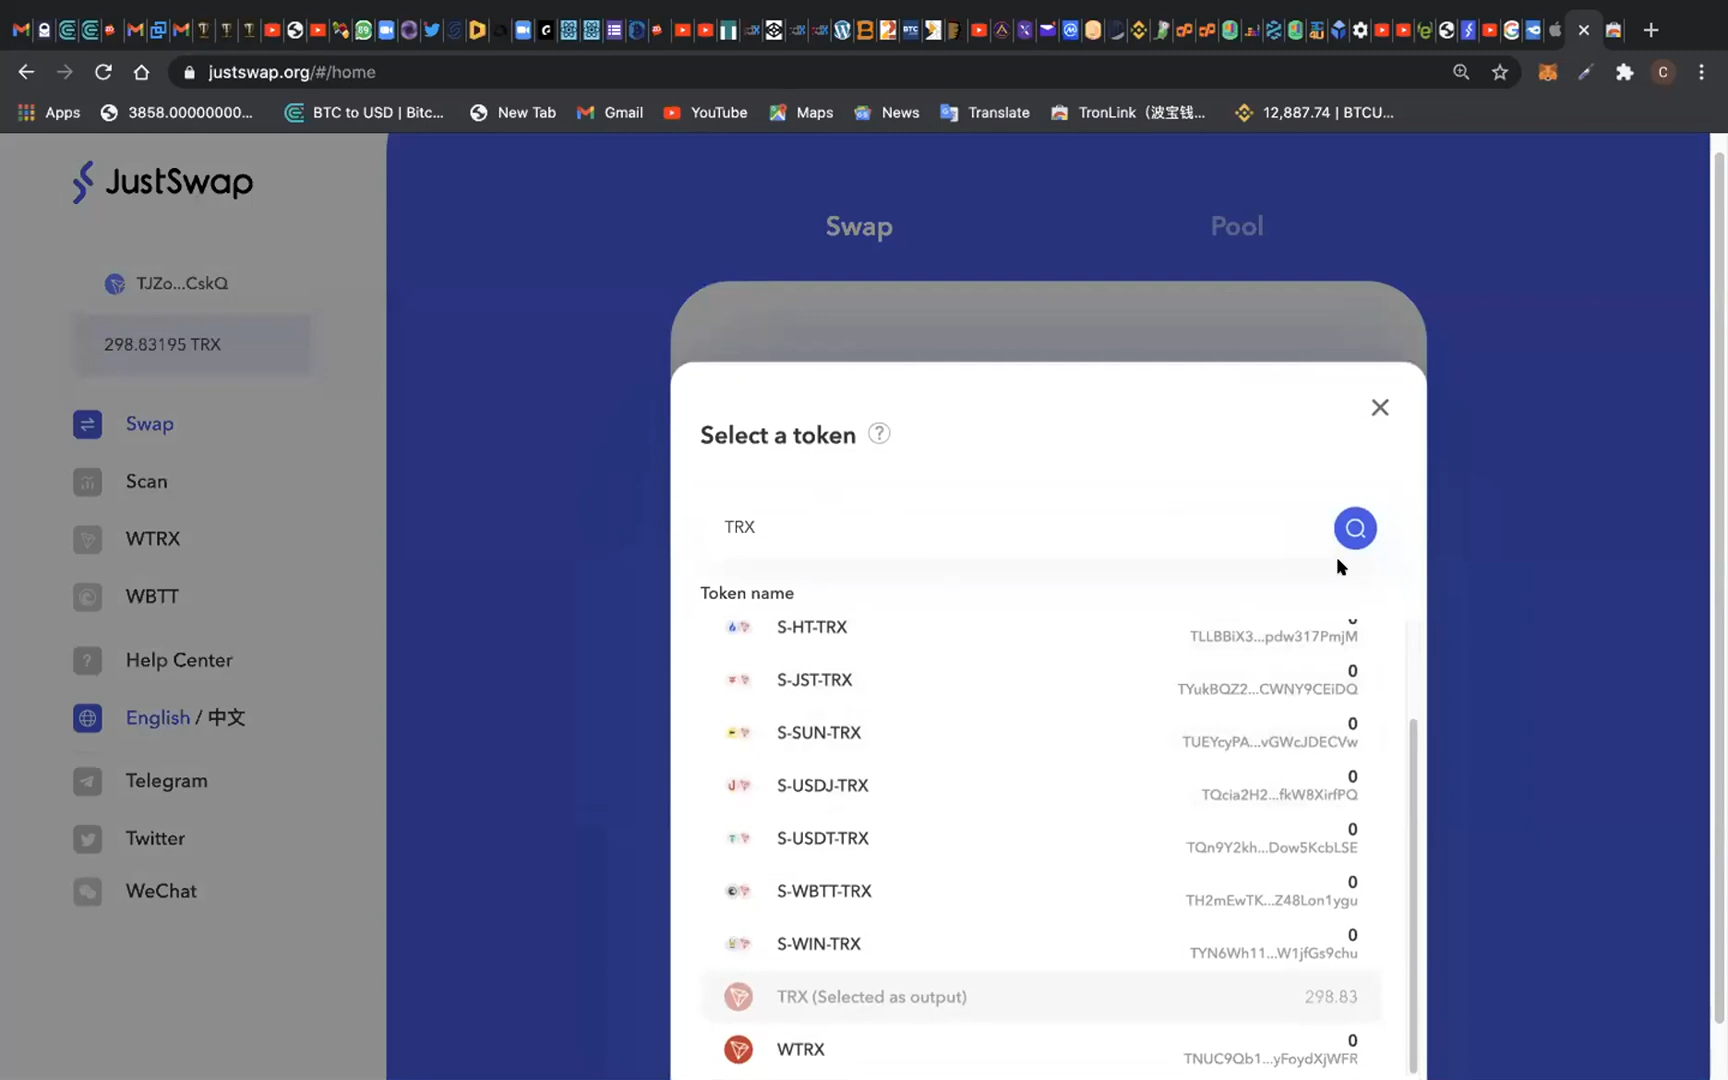 justswap.org/#/home
C
Apps
3858.00000000...
BTC to USD | Bitc...
New Tab
Gmail
YouTube
Maps
News
Translate
TronLink（波宝钱...
12,887.74 | BTCU...
JustSwap
TJZo...CskQ
298.83195 TRX
Swap
Scan
WTRX
WBTT
Help Center
English / 中文
Telegram
Twitter
WeChat
Swap
Pool
Select a token ?
TRX
Token name
S-HT-TRX
0
TLLBBiX3...pdw317PmjM
S-JST-TRX
0
TYukBQZ2...CWNY9CEiDQ
S-SUN-TRX
0
TUEYcyPA...vGWcJDECVw
S-USDJ-TRX
0
TQcia2H2...fkW8XirfPQ
S-USDT-TRX
0
TQn9Y2kh...Dow5KcbLSE
S-WBTT-TRX
0
TH2mEwTK...Z48Lon1ygu
S-WIN-TRX
0
TYN6Wh11...W1jfGs9chu
TRX (Selected as output)
298.83
WTRX
0
TNUC9Qb1...yFoydXjWFR